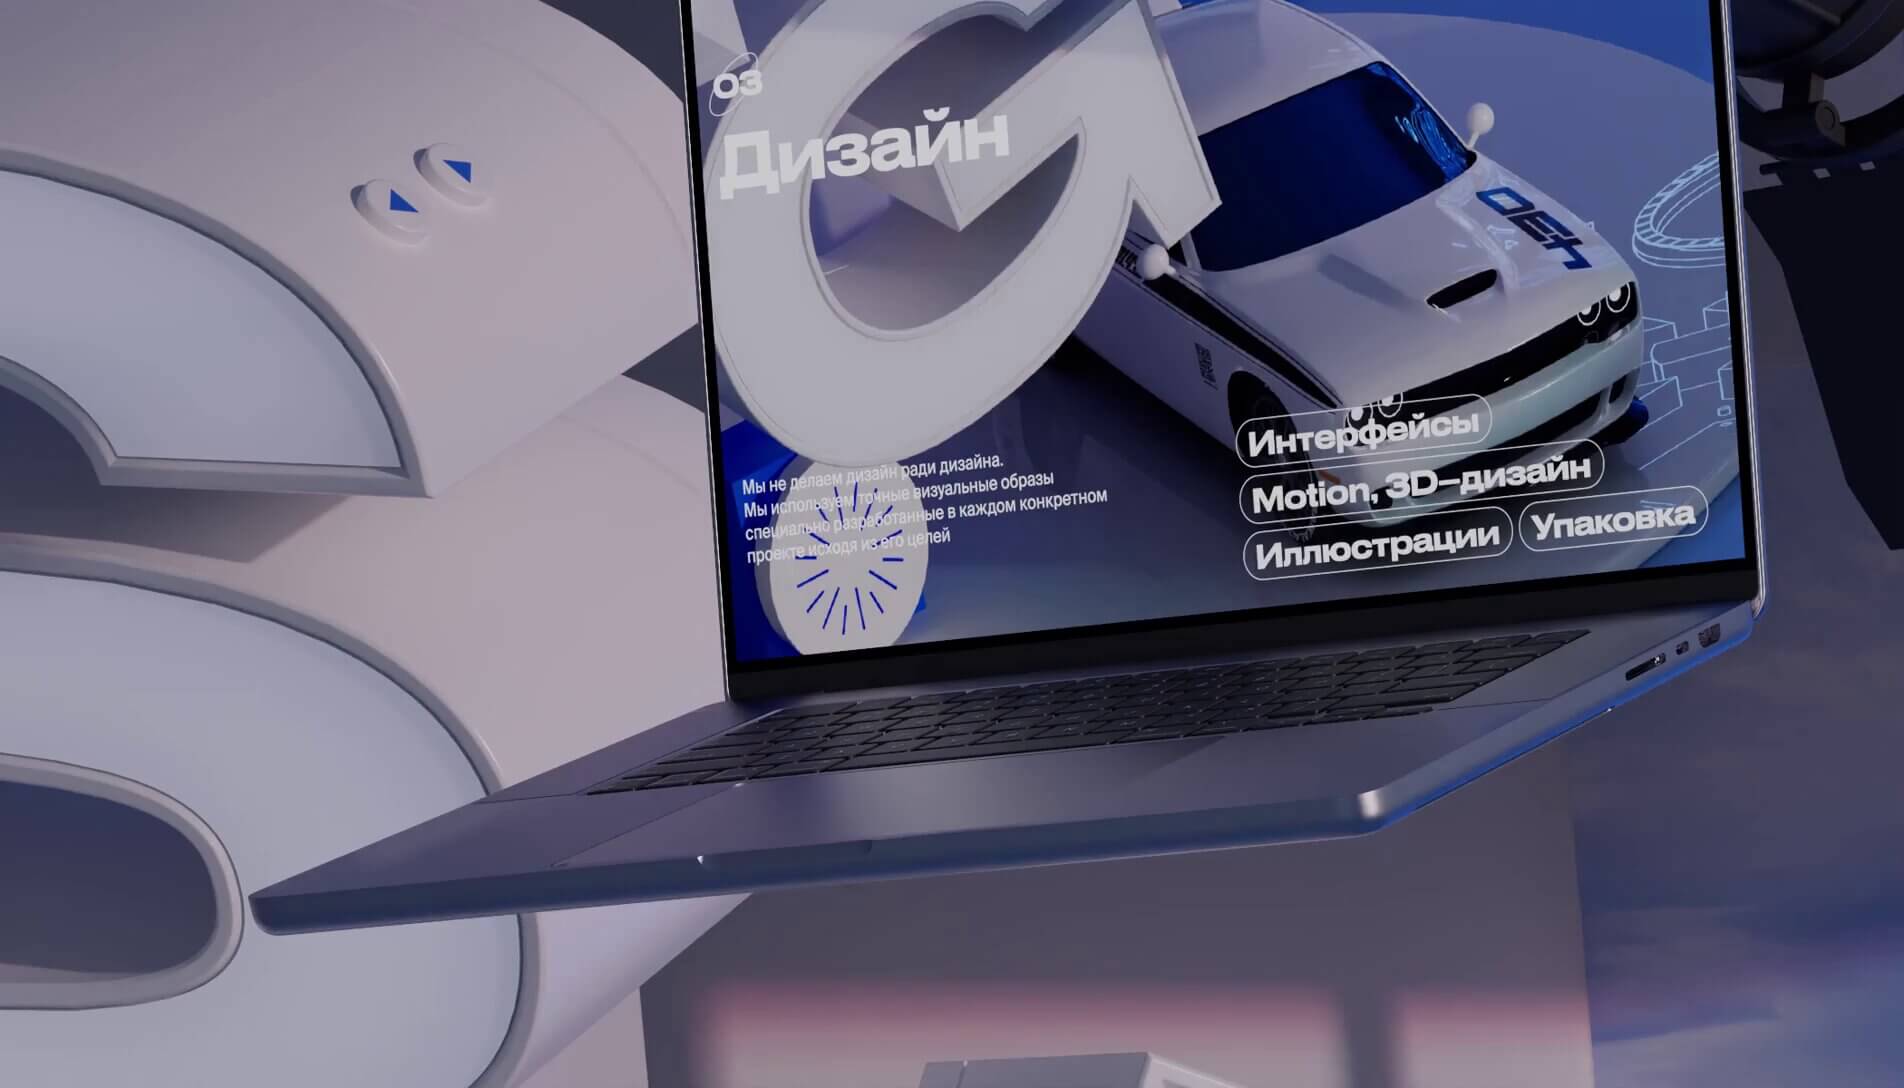 03
Дизайн
Мы не делаем дизайн ради дизайна.
Мы используем точные визуальные образы
специально разработанные в каждом конкретном
проекте исходя из его целей
Интерфейсы
Motion, 3D–дизайн
Иллюстрации
Упаковка